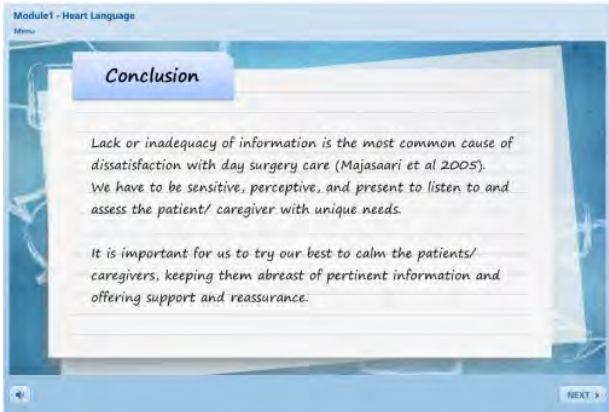 Module1 - Heart Language
Menu
Conclusion
Lack or inadequacy of information is the most common cause of
dissatisfaction with day surgery care (Majasaari et al 2005).
We have to be sensitive, perceptive, and present to listen to and
assess the patient/ caregiver with unique needs.
It is important for us to try our best to calm the patients/
caregivers, keeping them abreast of pertinent information and
offering support and reassurance.
NEXT >